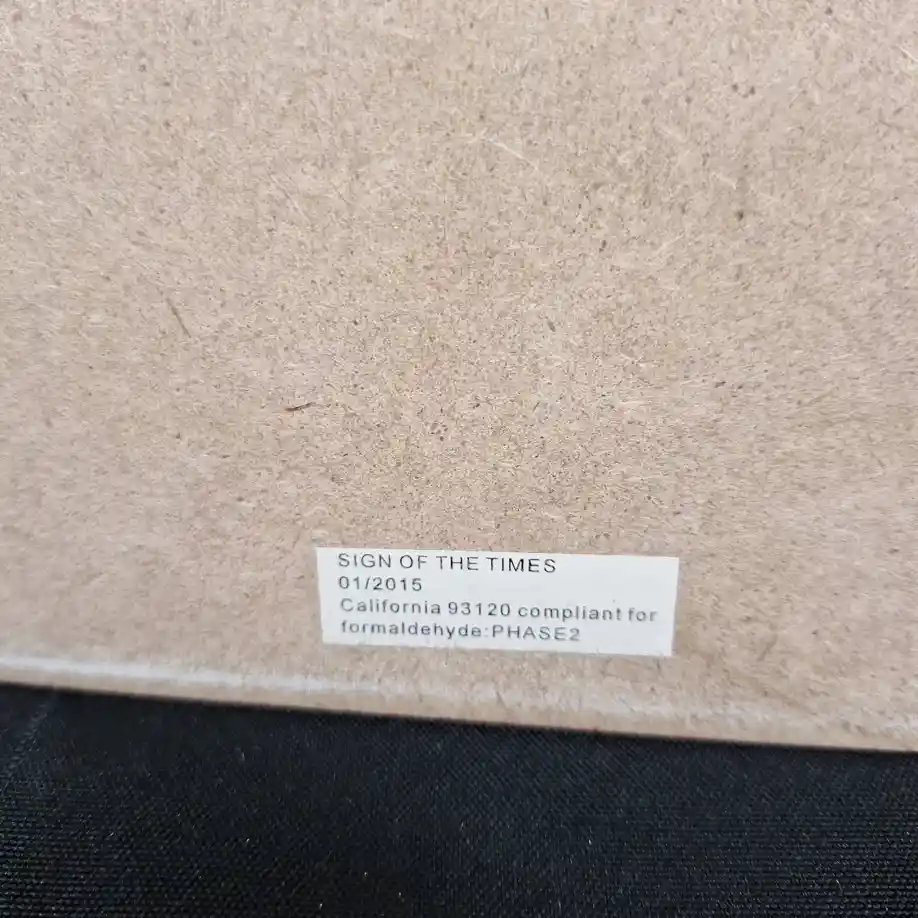 SIGN OF THE TIMES
01/2015
California 93120 compliant for
formaldehyde:PHASE2